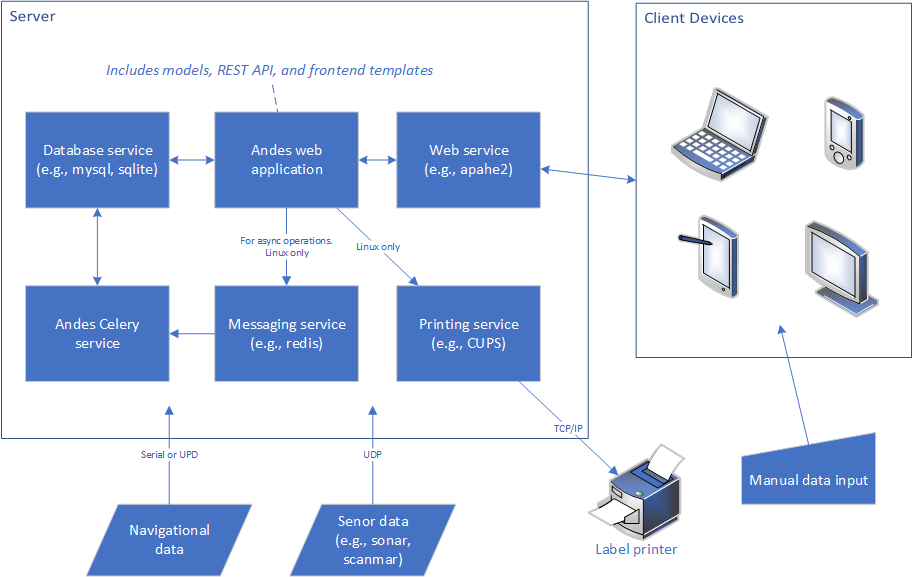 Server
Client Devices
Includes models, REST API, and frontend templates
Database service
(e.g., mysql, sqlite)
Andes web
application
Web service
(e.g., apahe2)
For async operations.
Linux only
Linux only
Andes Celery
service
Messaging service
(e.g., redis)
Printing service
(e.g., CUPS)
TCP/IP
Serial or UPD
UDP
Manual data input
Navigational
data
Senor data
(e.g., sonar,
scanmar)
Label printer